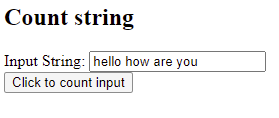 Count string
Input String: hello how are you
Click to count input